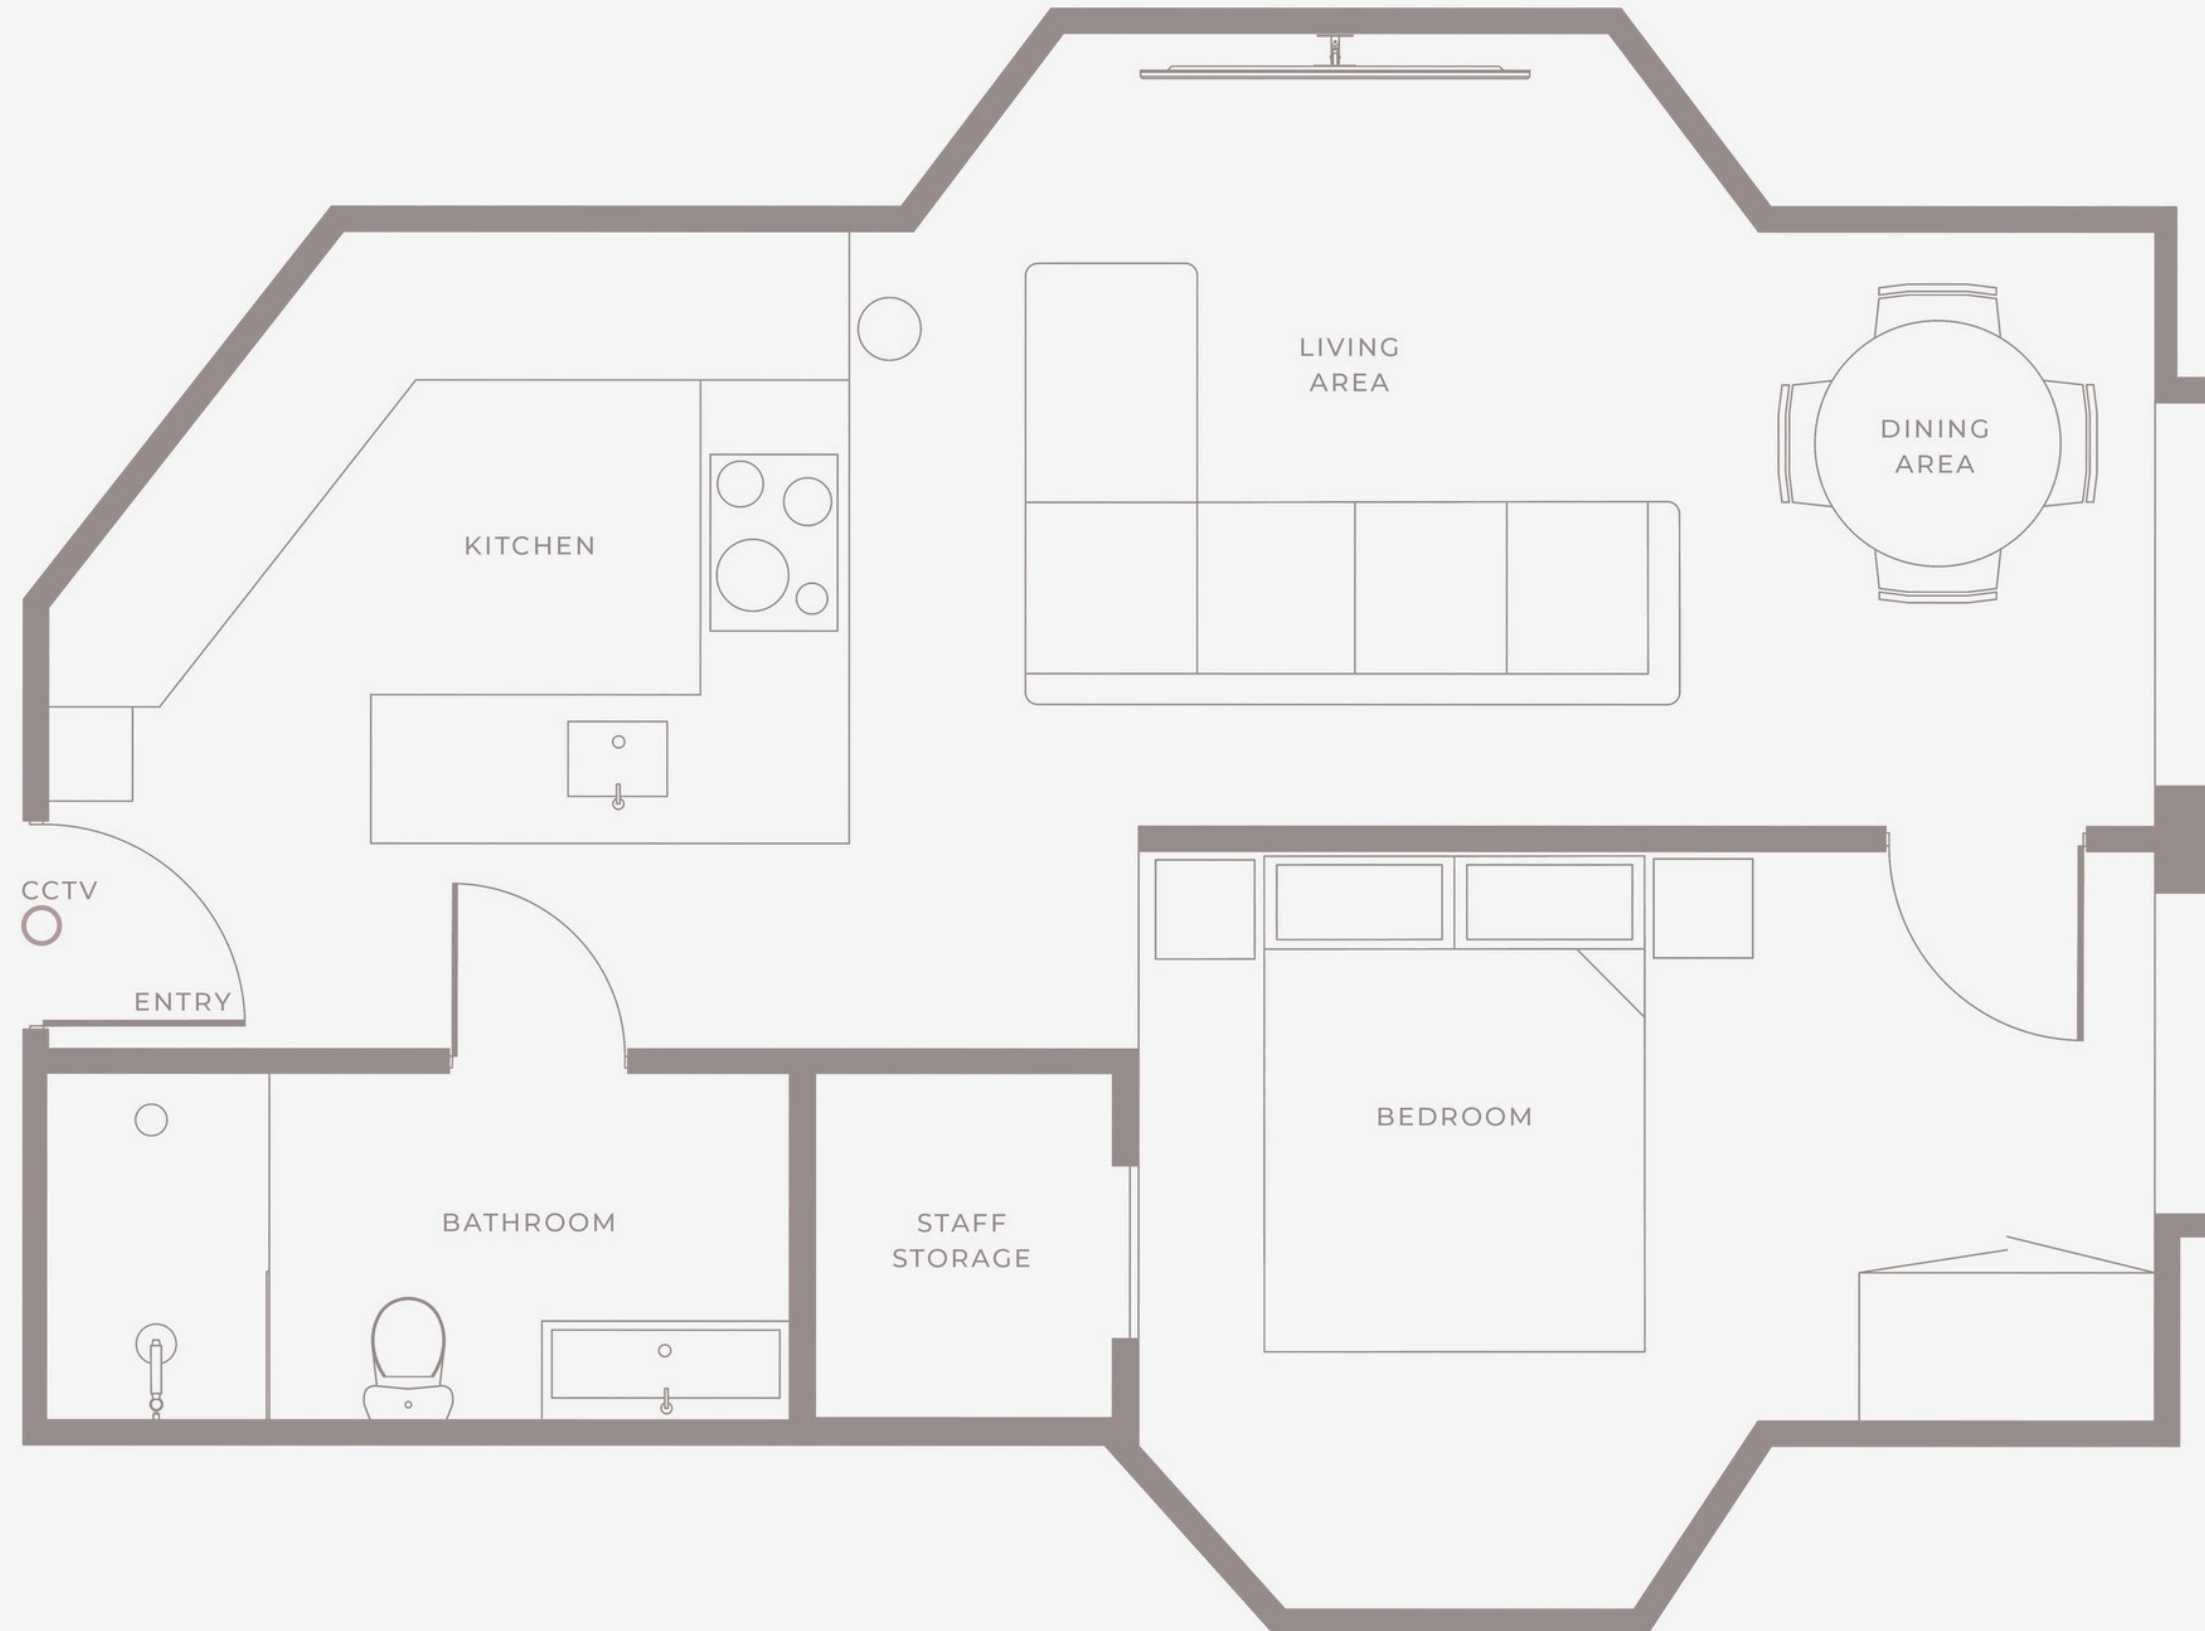 LIVING
AREA
DINING
AREA
KITCHEN
CCTV
ENTRY
BEDROOM
BATHROOM
STAFF
STORAGE